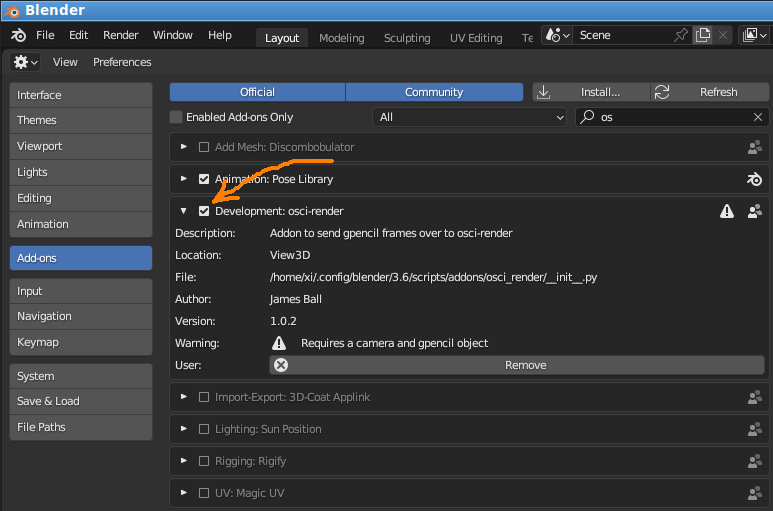 Blender
File Edit Render Window Help Layout Modeling Sculpting UV Editing Te Scene
View Preferences
Interface
Themes
Viewport
Lights
Editing
Animation
Add-ons
Input
Navigation
Keymap
System
Save & Load
File Paths
Official Community Install... Refresh
Enabled Add-ons Only All os
Add Mesh: Discombobulator
Animation: Pose Library
Development: osci-render
Description: Addon to send gpencil frames over to osci-render
Location: View3D
File: /home/xi/.config/blender/3.6/scripts/addons/osci_render/__init__.py
Author: James Ball
Version: 1.0.2
Warning: Requires a camera and gpencil object
User: Remove
Import-Export: 3D-Coat Applink
Lighting: Sun Position
Rigging: Rigify
UV: Magic UV